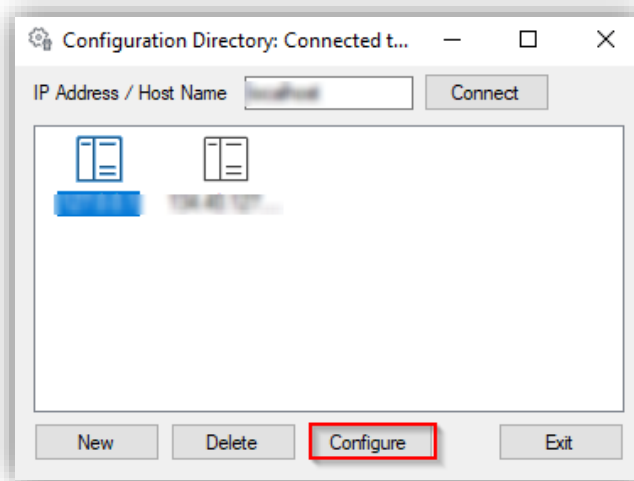 Configuration Directory: Connected t...
IP Address / Host Name
Connect
New Delete Configure Exit